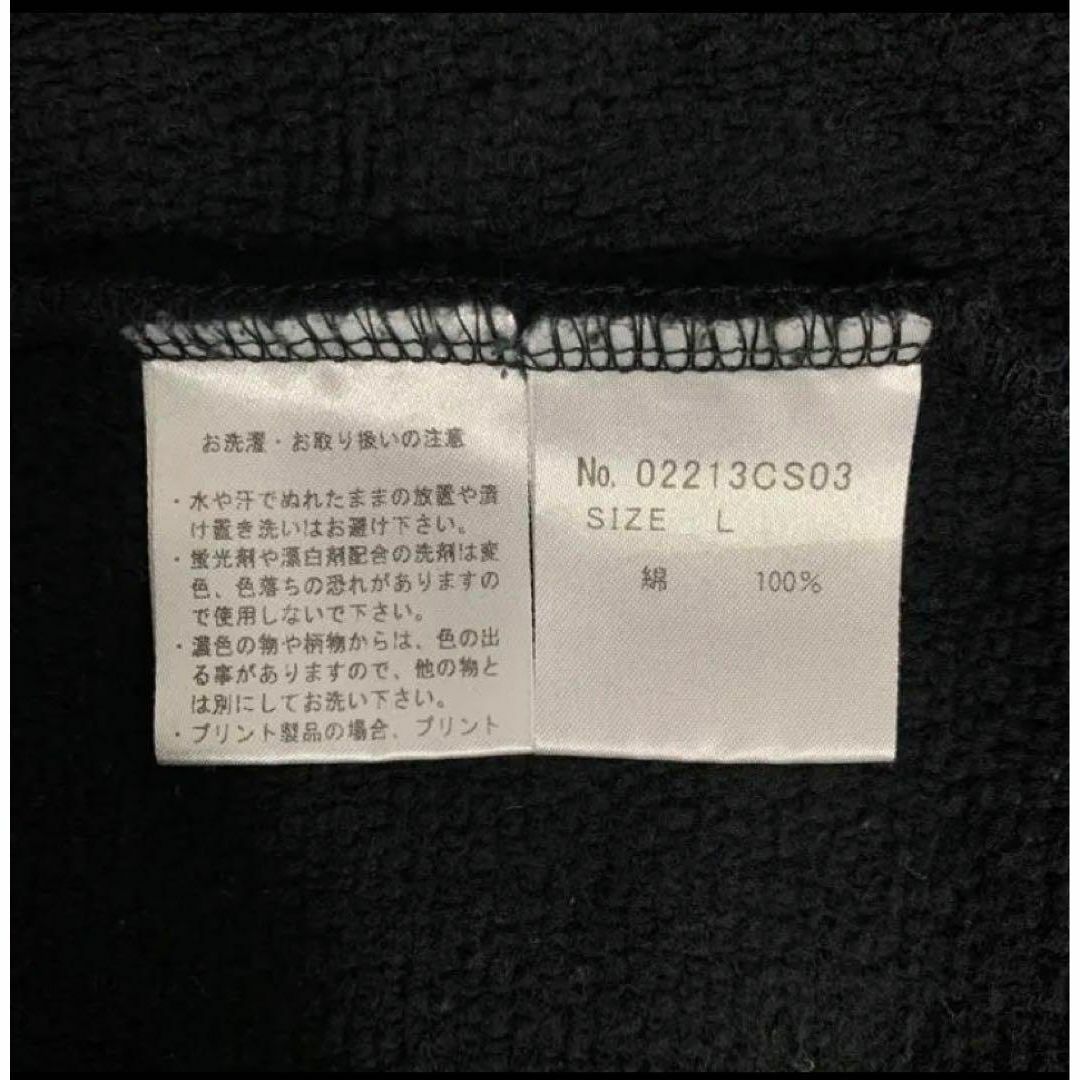 お洗濯・お取り扱いの注意
・水や汗でぬれたままの放置や漬
け置き洗いはお避け下さい。
・蛍光剤や漂白剤配合の洗剤は変
色、色落ちの恐れがありますの
で使用しないで下さい。
・濃色の物や柄物からは、色の出
る事がありますので、他の物と
は別にしてお洗い下さい。
・プリント製品の場合、プリント
No. 02213CS03
SIZE L
綿 100%